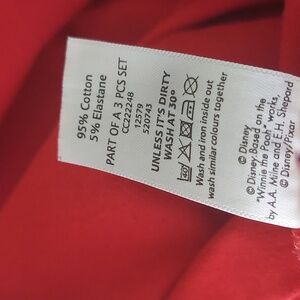 95% Cotton
5% Elastane
PART OF A 3 PCS SET
CCC22248
12579
520743
UNLESS IT'S DIRTY
WASH AT 30°
40
Wash and iron inside out
wash similar colours together
© Disney
© Disney.Based on the
"Winnie the Pooh" works,
by A.A. Milne and E.H. Shepard
© Disney/Pixar